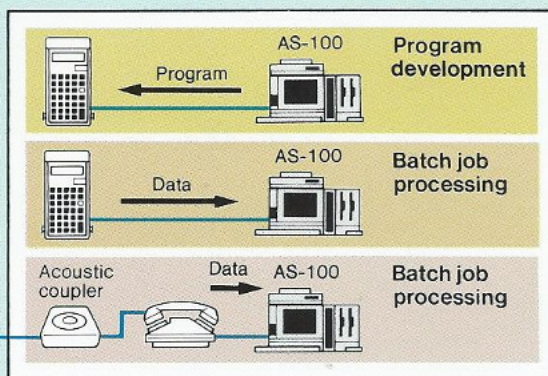 AS-100
Program
Program
development
AS-100
Data
Batch job
processing
Acoustic
coupler
Data
AS-100
Batch job
processing